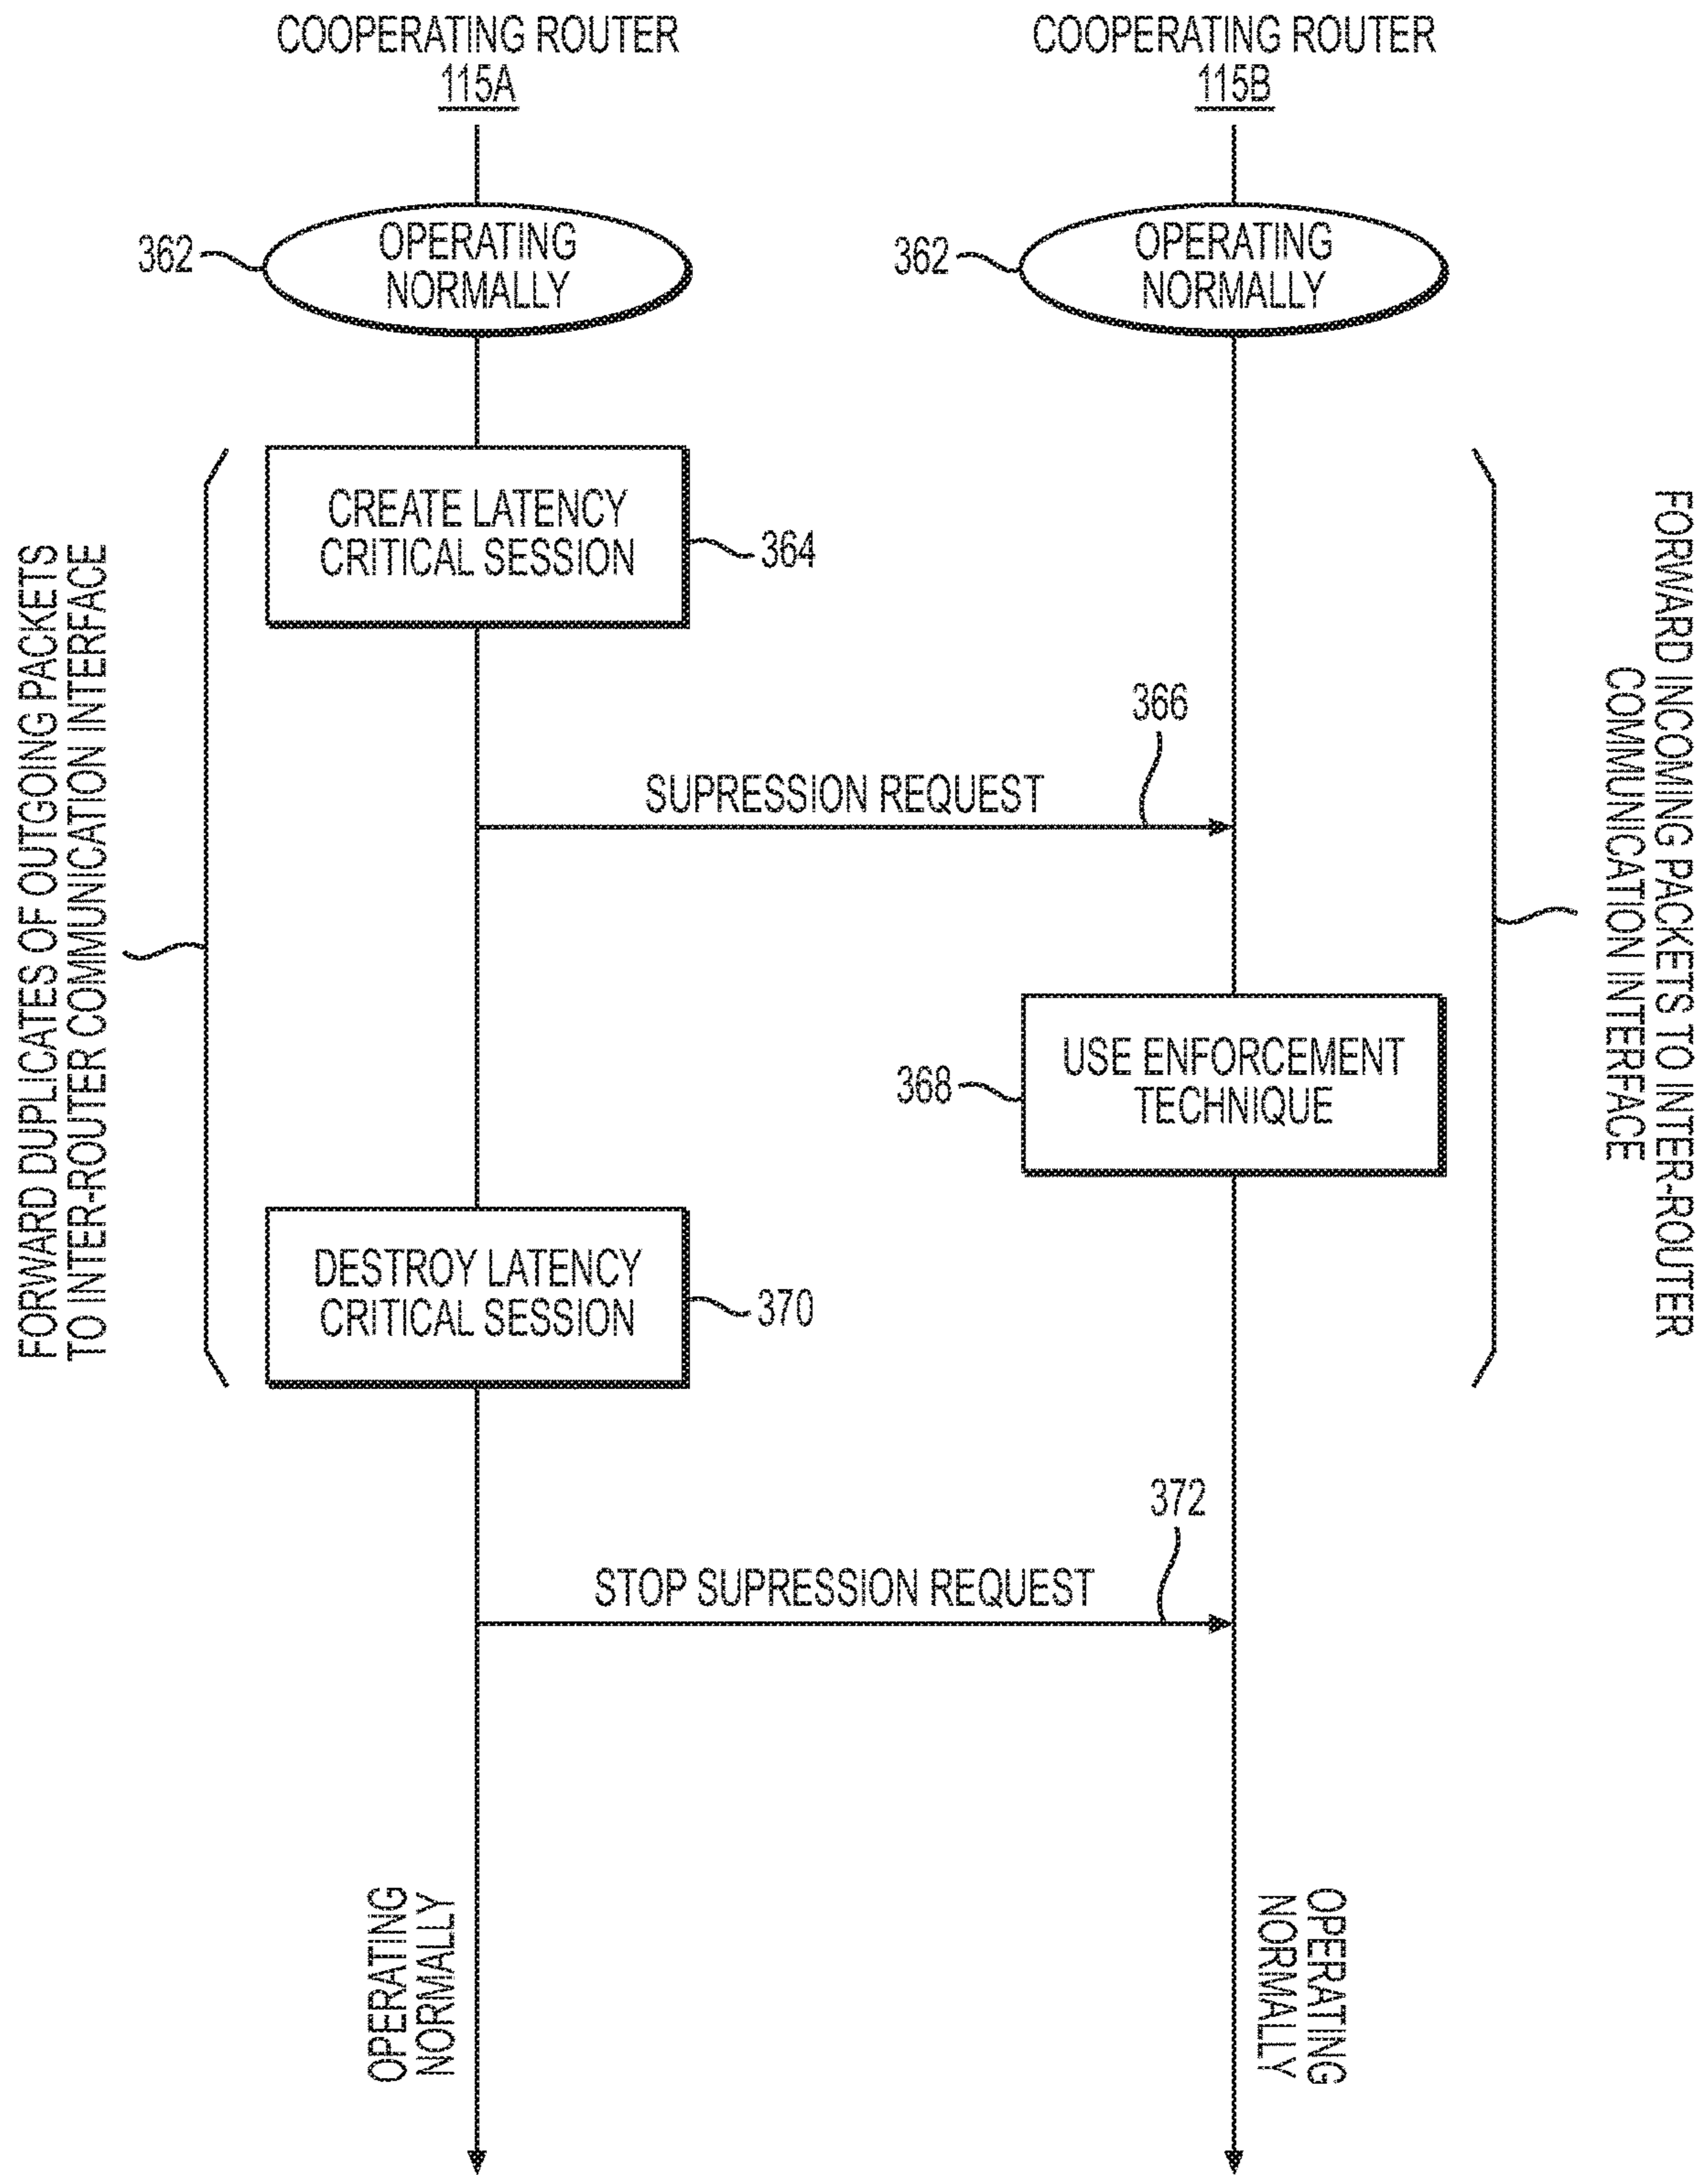 COOPERATING ROUTER
115A
COOPERATING ROUTER
115B
362
OPERATING
NORMALLY
362
OPERATING
NORMALLY
CREATE LATENCY
CRITICAL SESSION
364
366
SUPRESSION REQUEST
FORWARD DUPLICATES OF OUTGOING PACKETS
TO INTER-ROUTER COMMUNICATION INTERFACE
FORWARD INCOMING PACKETS TO INTER-ROUTER
COMMUNICATION INTERFACE
368
USE ENFORCEMENT
TECHNIQUE
DESTROY LATENCY
CRITICAL SESSION
370
372
STOP SUPRESSION REQUEST
OPERATING
NORMALLY
OPERATING
NORMALLY